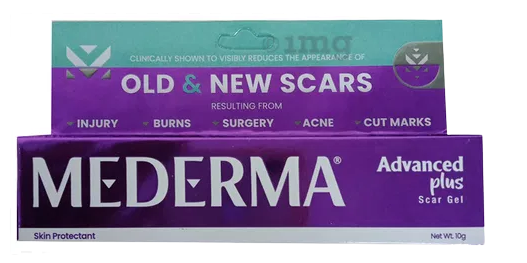 1mg
CLINICALLY SHOWN TO VISIBLY REDUCES THE APPEARANCE OF
OLD & NEW SCARS
RESULTING FROM
INJURY BURNS SURGERY ACNE CUT MARKS
MEDERMA®
Advanced
plus
Scar Gel
Skin Protectant
Net Wt. 10g